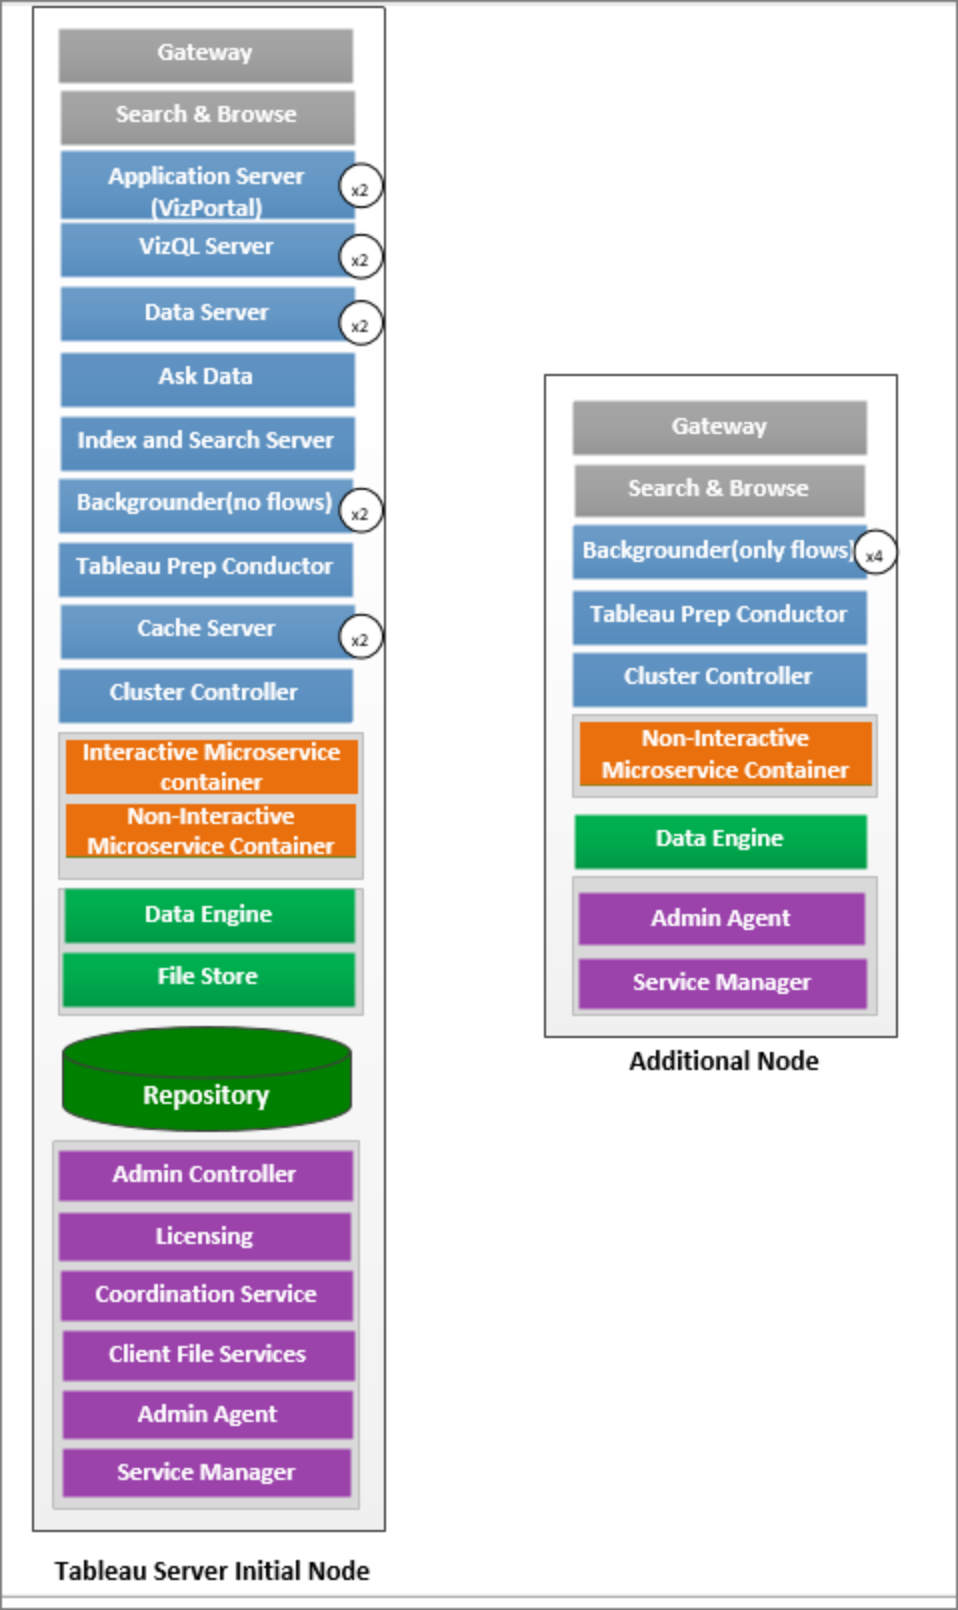 Gateway
Search & Browse
Application Server
(VizPortal)
x2
VizQL Server
x2
Data Server
x2
Ask Data
Index and Search Server
Backgrounder(no flows)
x2
Tableau Prep Conductor
Cache Server
x2
Cluster Controller
Interactive Microservice
container
Non-Interactive
Microservice Container
Data Engine
File Store
Repository
Admin Controller
Licensing
Coordination Service
Client File Services
Admin Agent
Service Manager
Tableau Server Initial Node
Gateway
Search & Browse
Backgrounder(only flows)
x4
Tableau Prep Conductor
Cluster Controller
Non-Interactive
Microservice Container
Data Engine
Admin Agent
Service Manager
Additional Node